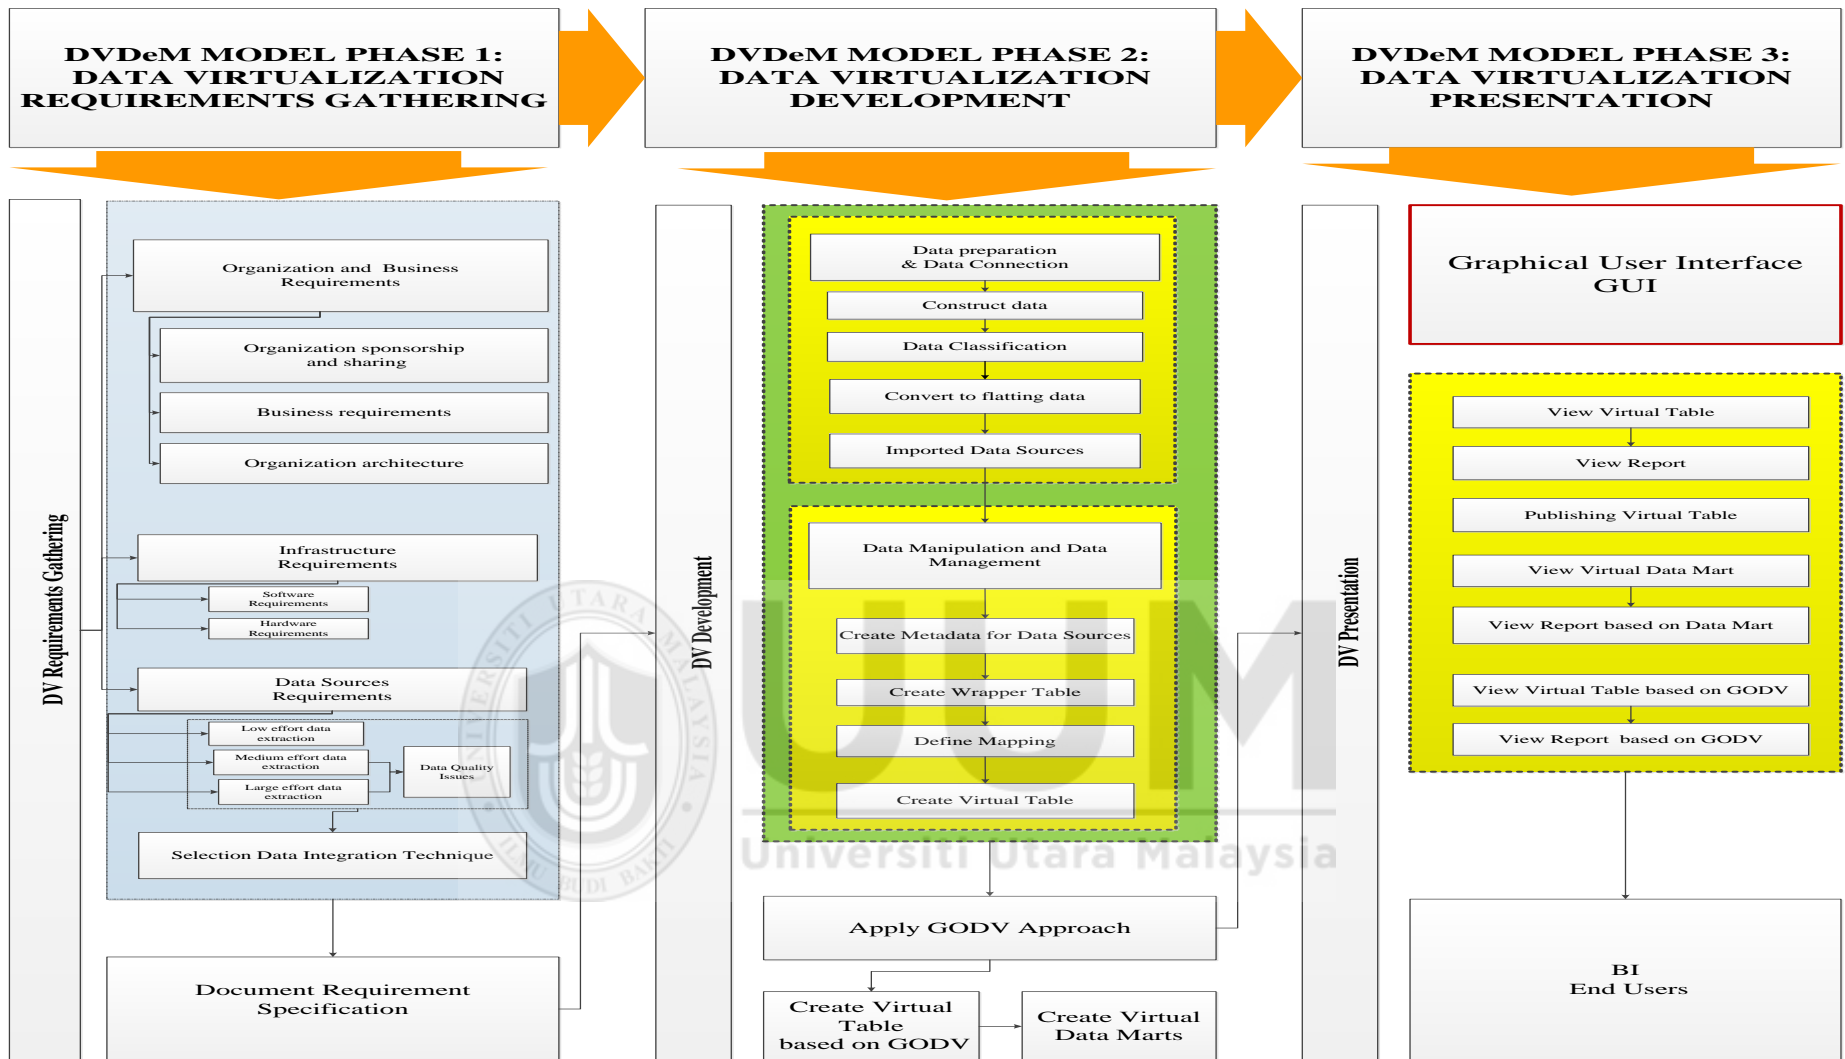 DVDeM MODEL PHASE 1:
DATA VIRTUALIZATION
REQUIREMENTS GATHERING
DVDeM MODEL PHASE 2:
DATA VIRTUALIZATION
DEVELOPMENT
DVDeM MODEL PHASE 3:
DATA VIRTUALIZATION
PRESENTATION
DV Requirements Gathering
Organization and Business
Requirements
Organization sponsorship
and sharing
Business requirements
Organization architecture
Infrastructure
Requirements
Software
Requirements
Hardware
Requirements
Data Sources
Requirements
Low effort data
extraction
Medium effort data
extraction
Large effort data
extraction
Data Quality
Issues
Selection Data Integration Technique
Document Requirement
Specification
DV Development
Data preparation
& Data Connection
Construct data
Data Classification
Convert to flatting data
Imported Data Sources
Data Manipulation and Data
Management
Create Metadata for Data Sources
Create Wrapper Table
Define Mapping
Create Virtual Table
Apply GODV Approach
Create Virtual
Table
based on GODV
Create Virtual
Data Marts
DV Presentation
Graphical User Interface
GUI
View Virtual Table
View Report
Publishing Virtual Table
View Virtual Data Mart
View Report based on Data Mart
View Virtual Table based on GODV
View Report based on GODV
BI
End Users
UNIVERSITI UTARA MALAYSIA
ILMU BUDI BAKTI
UUM
Universiti Utara Malaysia